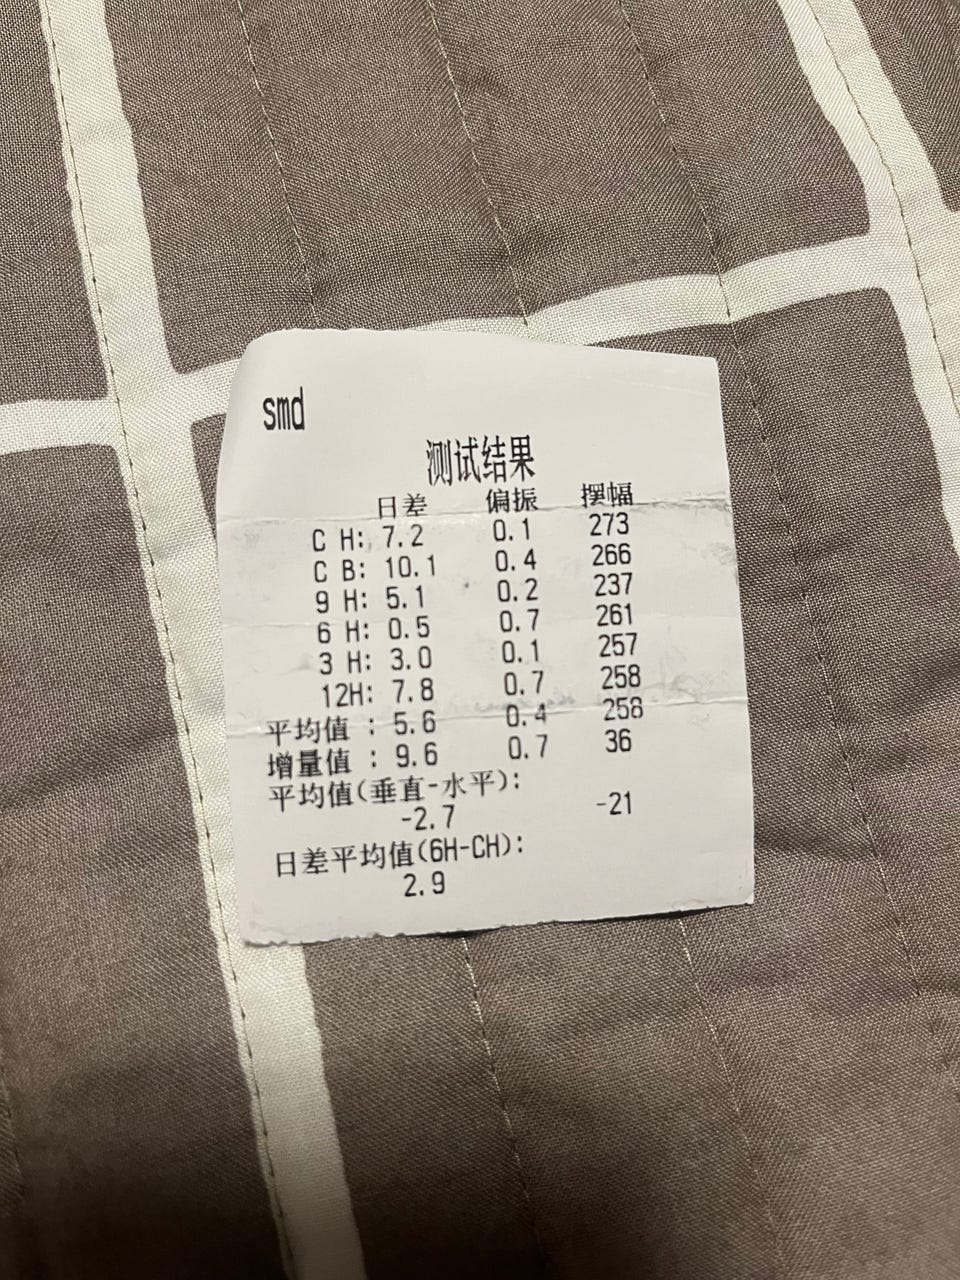 smd
测试结果
日差 偏振 摆幅
C H: 7.2 0.1 273
C B: 10.1 0.4 266
9 H: 5.1 0.2 237
6 H: 0.5 0.7 261
3 H: 3.0 0.1 257
12H: 7.8 0.7 258
平均值 : 5.6 0.4 258
增量值 : 9.6 0.7 36
平均值(垂直-水平):
-2.7 -21
日差平均值(6H-CH):
2.9